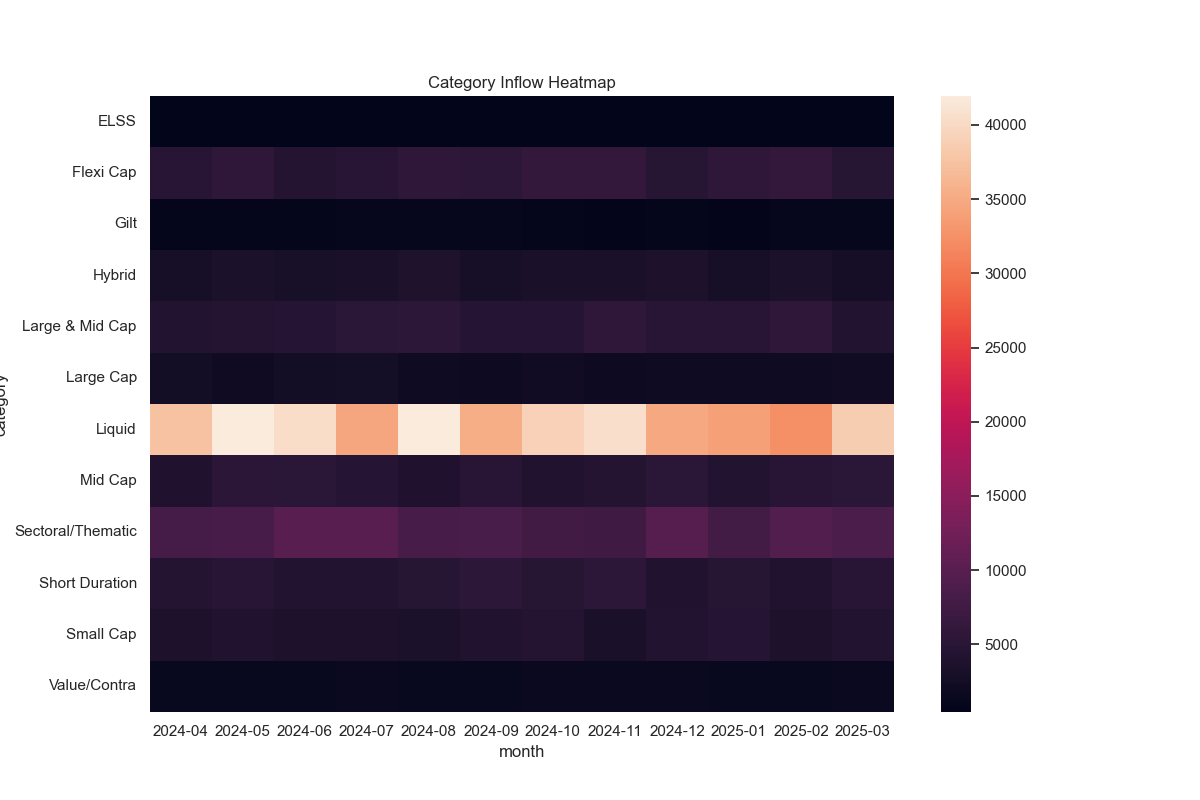 Category Inflow Heatmap
ELSS
Flexi Cap
Gilt
Hybrid
Large & Mid Cap
Large Cap
Liquid
Mid Cap
Sectoral/Thematic
Short Duration
Small Cap
Value/Contra
category
2024-04 2024-05 2024-06 2024-07 2024-08 2024-09 2024-10 2024-11 2024-12 2025-01 2025-02 2025-03
month
40000
35000
30000
25000
20000
15000
10000
5000